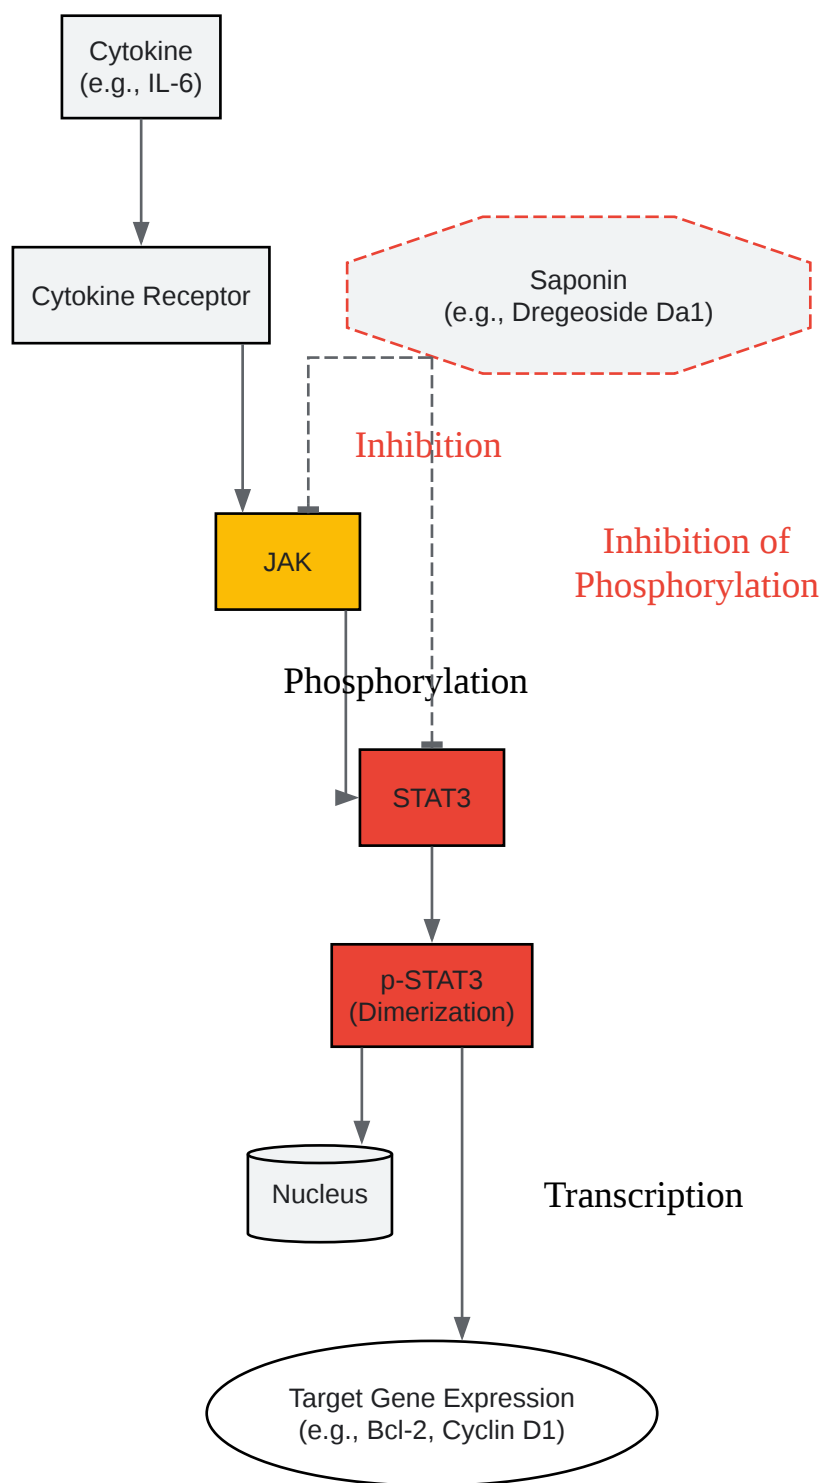 Cytokine
(e.g., IL-6)
Cytokine Receptor
Saponin
(e.g., Dregeoside Da1)
Inhibition
Inhibition of
Phosphorylation
JAK
Phosphorylation
STAT3
p-STAT3
(Dimerization)
Nucleus
Transcription
Target Gene Expression
(e.g., Bcl-2, Cyclin D1)